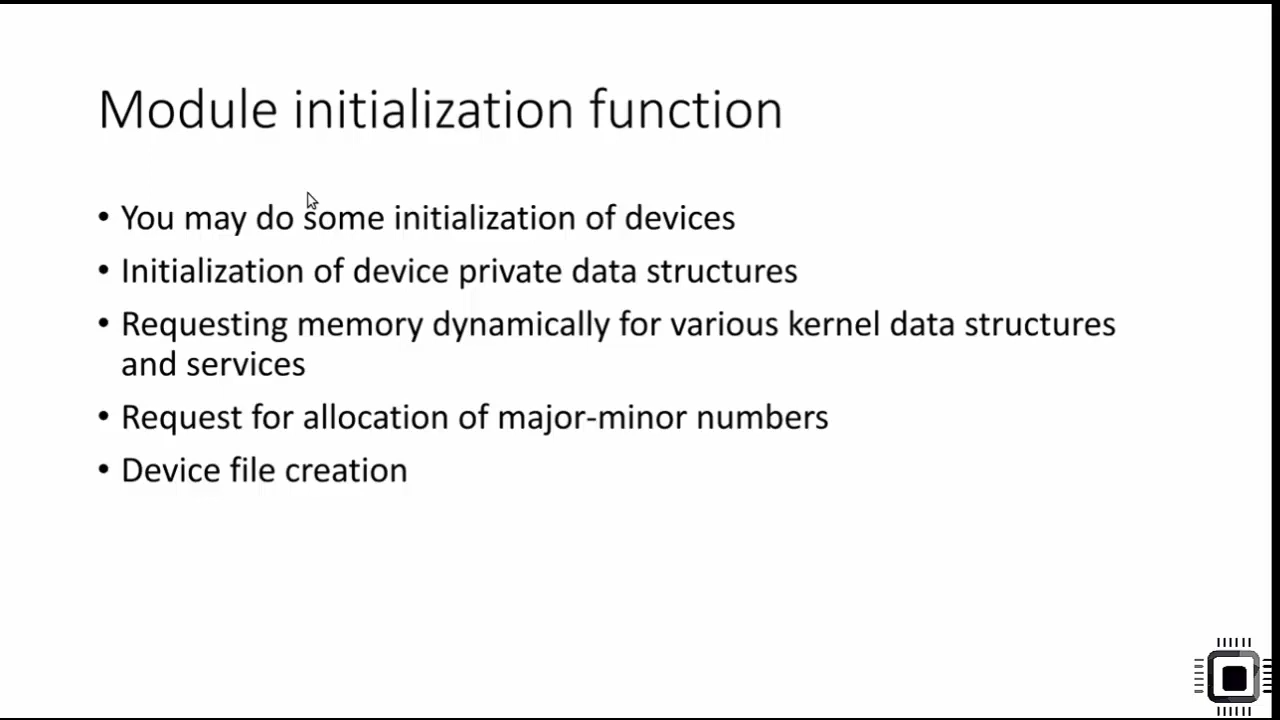 Module initialization function
• You may do some initialization of devices
• Initialization of device private data structures
• Requesting memory dynamically for various kernel data structures
and services
• Request for allocation of major-minor numbers
• Device file creation